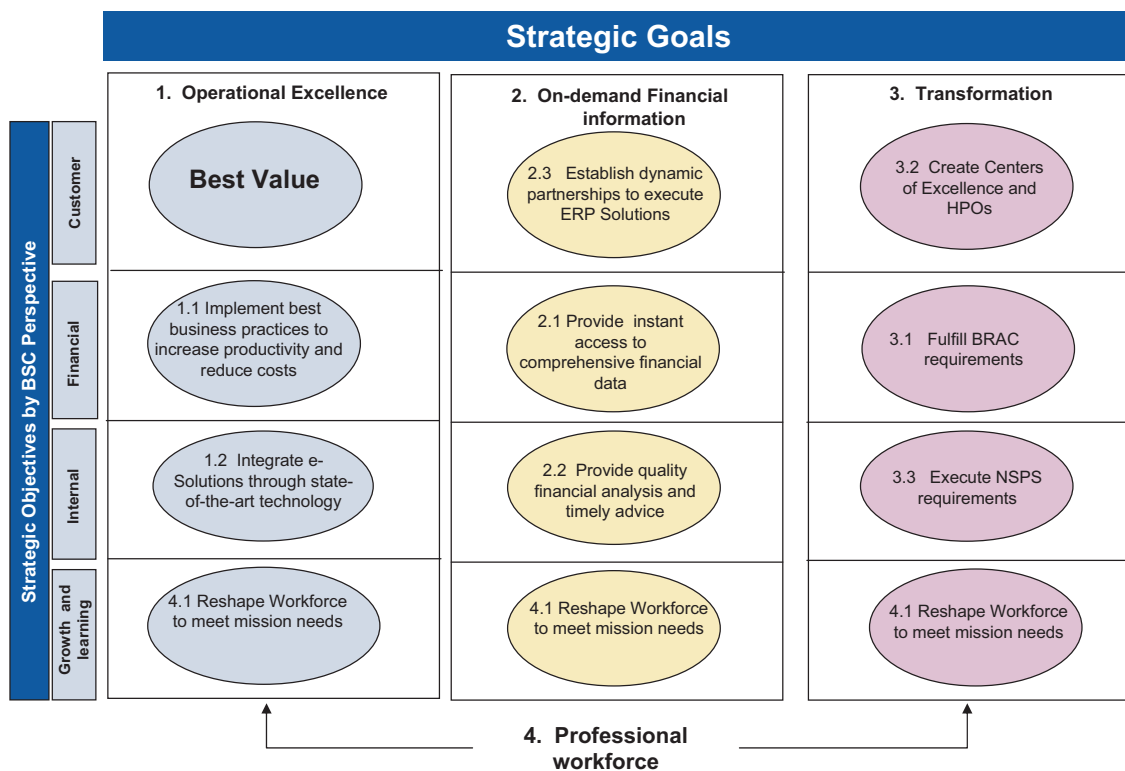 Strategic Goals
1. Operational Excellence
2. On-demand Financial
information
3. Transformation
Strategic Objectives by BSC Perspective
Customer
Best Value
2.3 Establish dynamic
partnerships to execute
ERP Solutions
3.2 Create Centers
of Excellence and
HPOs
Financial
1.1 Implement best
business practices to
increase productivity and
reduce costs
2.1 Provide instant
access to
comprehensive financial
data
3.1 Fulfill BRAC
requirements
Internal
1.2 Integrate e-
Solutions through state-
of-the-art technology
2.2 Provide quality
financial analysis and
timely advice
3.3 Execute NSPS
requirements
Growth and
learning
4.1 Reshape Workforce
to meet mission needs
4.1 Reshape Workforce
to meet mission needs
4.1 Reshape Workforce
to meet mission needs
4. Professional
workforce